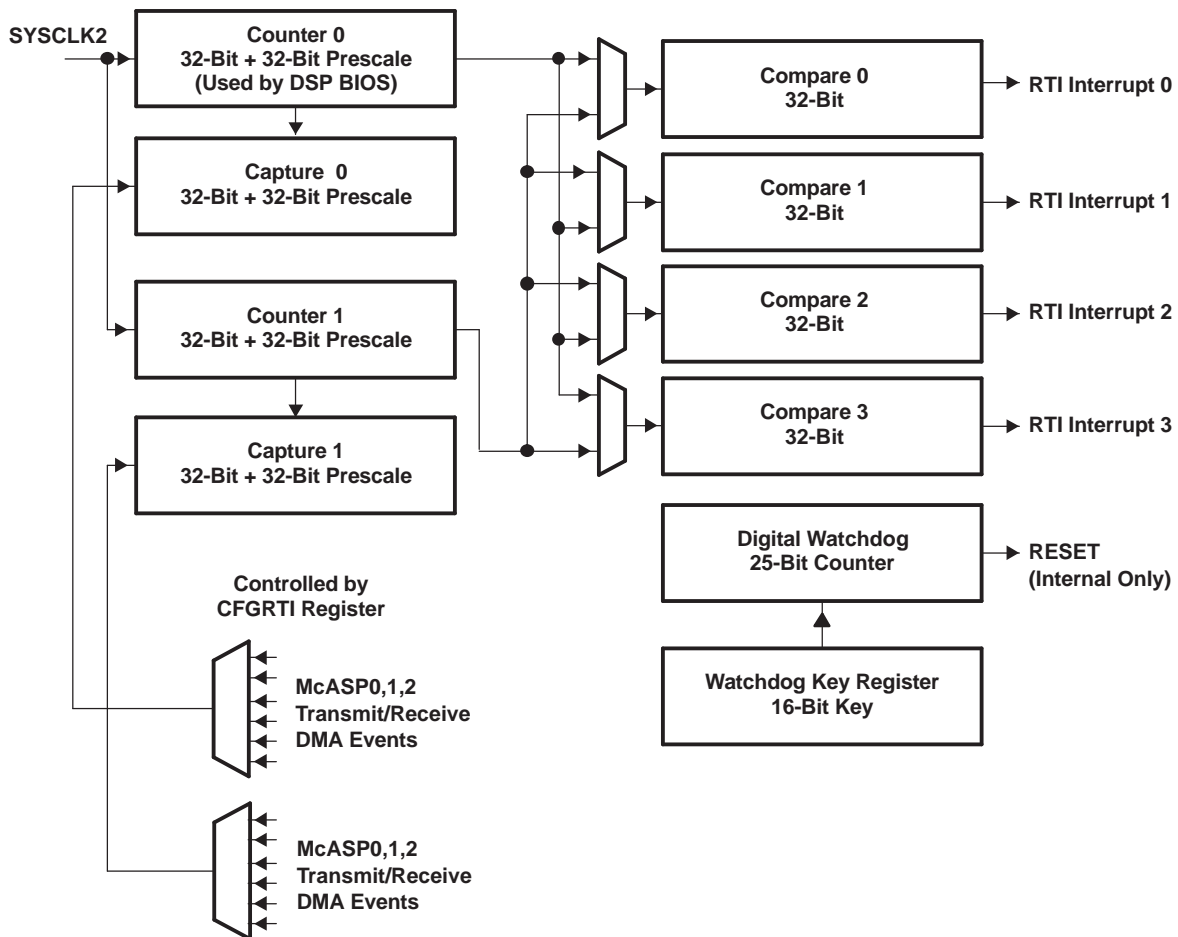 SYSCLK2
Counter 0
32-Bit + 32-Bit Prescale
(Used by DSP BIOS)
Capture 0
32-Bit + 32-Bit Prescale
Counter 1
32-Bit + 32-Bit Prescale
Capture 1
32-Bit + 32-Bit Prescale
Controlled by
CFGRTI Register
McASP0,1,2
Transmit/Receive
DMA Events
McASP0,1,2
Transmit/Receive
DMA Events
Compare 0
32-Bit
RTI Interrupt 0
Compare 1
32-Bit
RTI Interrupt 1
Compare 2
32-Bit
RTI Interrupt 2
Compare 3
32-Bit
RTI Interrupt 3
Digital Watchdog
25-Bit Counter
RESET
(Internal Only)
Watchdog Key Register
16-Bit Key